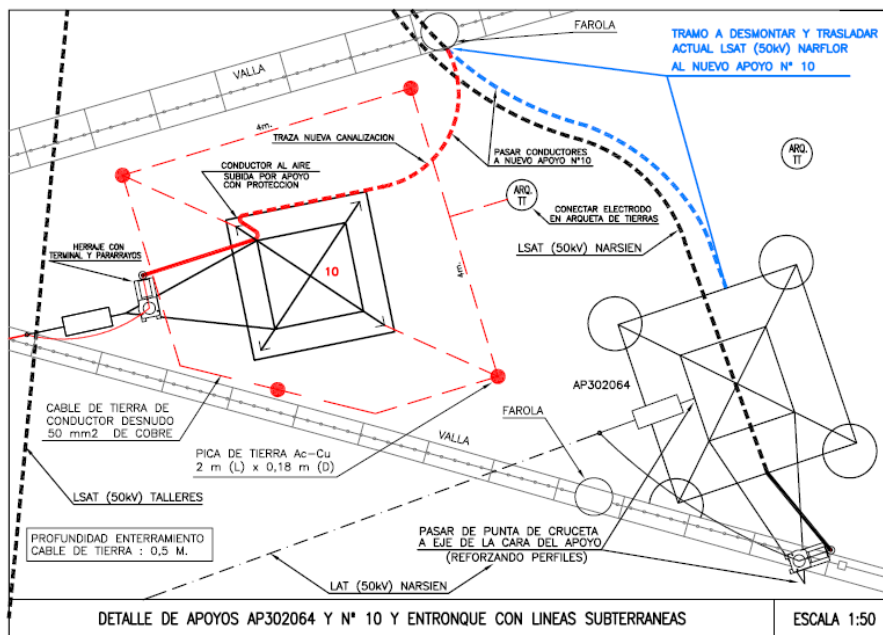 FAROLA
TRAMO A DESMONTAR Y TRASLADAR
ACTUAL LSAT (50kV) NARFLOR
AL NUEVO APOYO N° 10
VALLA
4m.
TRAZA NUEVA CANALIZACION
PASAR CONDUCTORES
A NUEVO APOYO N°10
ARQ.
TT
CONDUCTOR AL AIRE
SUBIDA POR APOYO
CON PROTECCION
ARQ.
TT
CONECTAR ELECTRODO
EN ARQUETA DE TIERRAS
LSAT (50kV) NARSIEN
HERRAJE CON
TERMINAL Y PARARRAYOS
10
4m.
AP302064
CABLE DE TIERRA DE
CONDUCTOR DESNUDO
50 mm2 DE COBRE
FAROLA
VALLA
PICA DE TIERRA Ac-Cu
2 m (L) x 0,18 m (D)
LSAT (50kV) TALLERES
PROFUNDIDAD ENTERRAMIENTO
CABLE DE TIERRA : 0,5 M.
PASAR DE PUNTA DE CRUCETA
A EJE DE LA CARA DEL APOYO
(REFORZANDO PERFILES)
LAT (50kV) NARSIEN
DETALLE DE APOYOS AP302064 Y N° 10 Y ENTRONQUE CON LINEAS SUBTERRANEAS
ESCALA 1:50